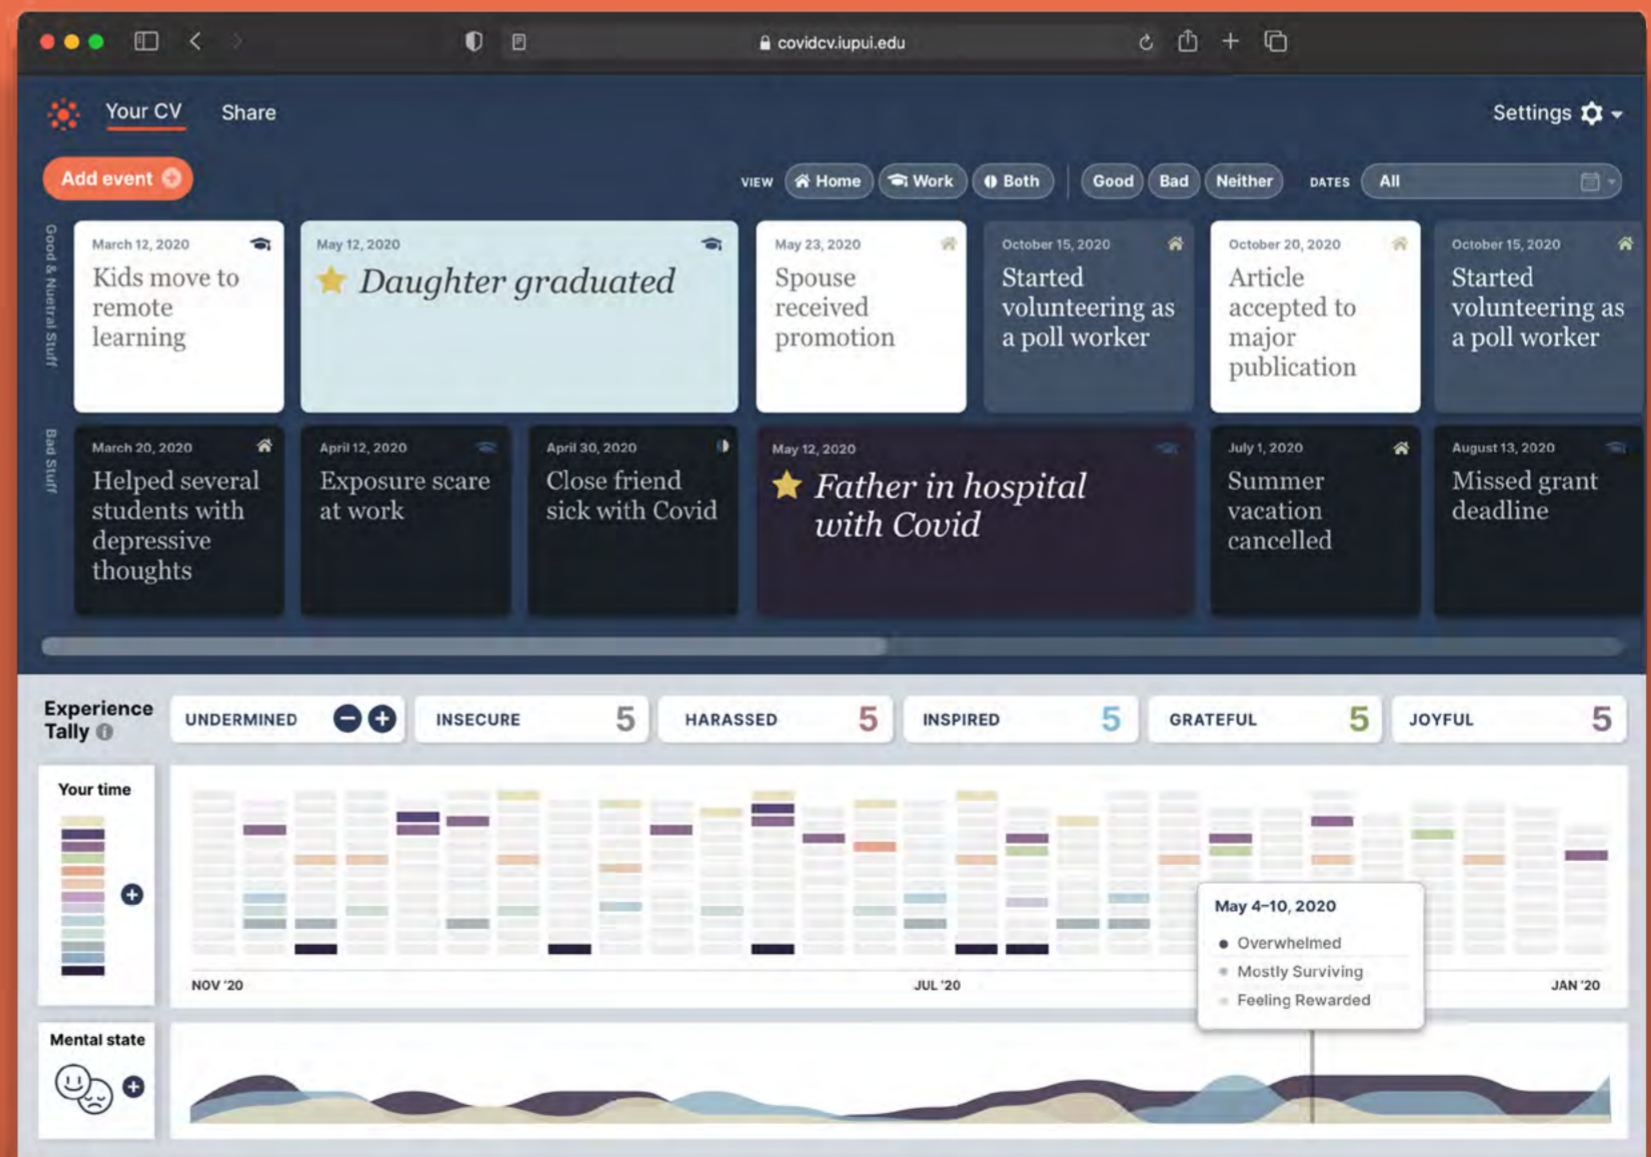 covidcv.iupui.edu
Your CV
Share
Settings
Add event
VIEW
Home
Work
Both
Good
Bad
Neither
DATES
All
Good & Nuetral Stuff
March 12, 2020
Kids move to
remote
learning
May 12, 2020
Daughter graduated
May 23, 2020
Spouse
received
promotion
October 15, 2020
Started
volunteering as
a poll worker
October 20, 2020
Article
accepted to
major
publication
October 15, 2020
Started
volunteering as
a poll worker
Bad Stuff
March 20, 2020
Helped several
students with
depressive
thoughts
April 12, 2020
Exposure scare
at work
April 30, 2020
Close friend
sick with Covid
May 12, 2020
Father in hospital
with Covid
July 1, 2020
Summer
vacation
cancelled
August 13, 2020
Missed grant
deadline
Experience
Tally
UNDERMINED
INSECURE 5
HARASSED 5
INSPIRED 5
GRATEFUL 5
JOYFUL 5
Your time
May 4–10, 2020
Overwhelmed
Mostly Surviving
Feeling Rewarded
NOV '20
JUL '20
JAN '20
Mental state